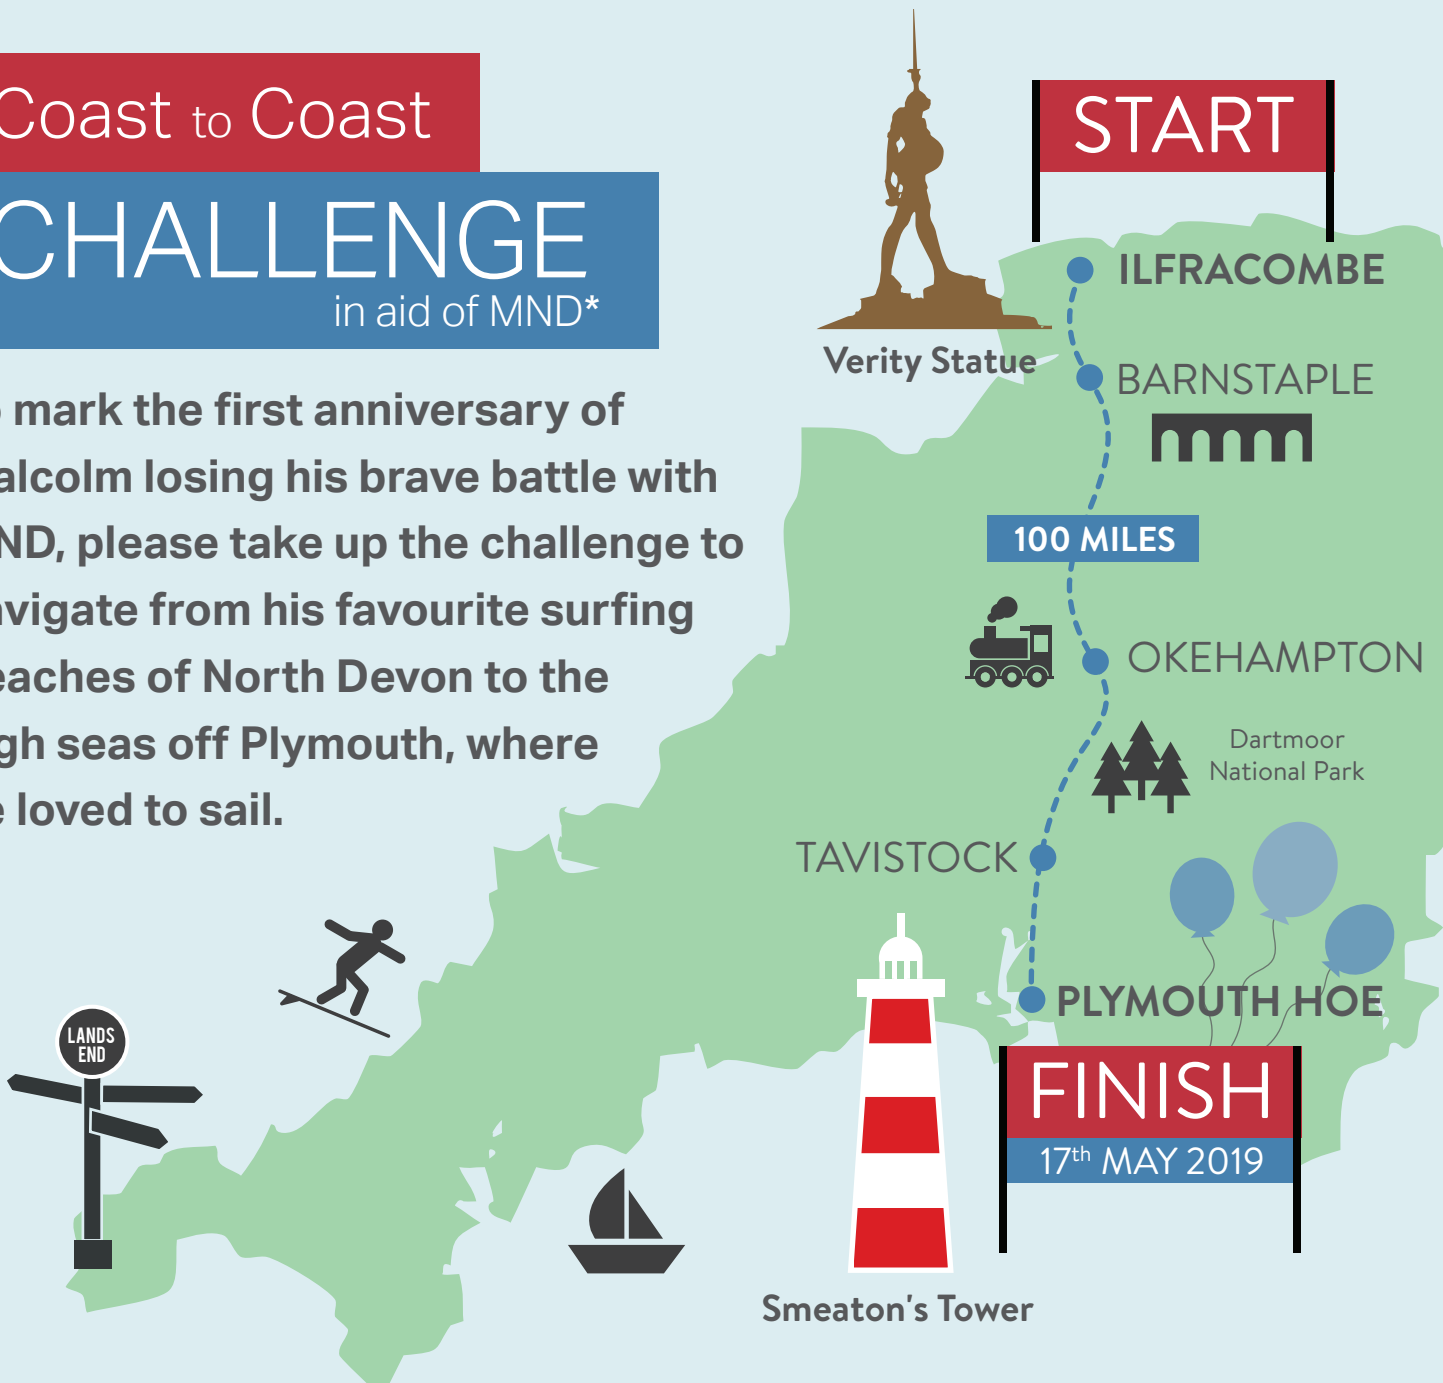 Coast to Coast
CHALLENGE
in aid of MND*
mark the first anniversary of
alcolm losing his brave battle with
ND, please take up the challenge to
avigate from his favourite surfing
eaches of North Devon to the
gh seas off Plymouth, where
e loved to sail.
START
ILFRACOMBE
Verity Statue
BARNSTAPLE
100 MILES
OKEHAMPTON
Dartmoor
National Park
TAVISTOCK
PLYMOUTH HOE
LANDS
END
FINISH
17th MAY 2019
Smeaton's Tower